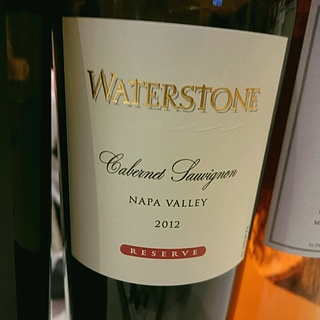 WATERSTONE
Cabernet Sauvignon
NAPA VALLEY
2012
RESERVE